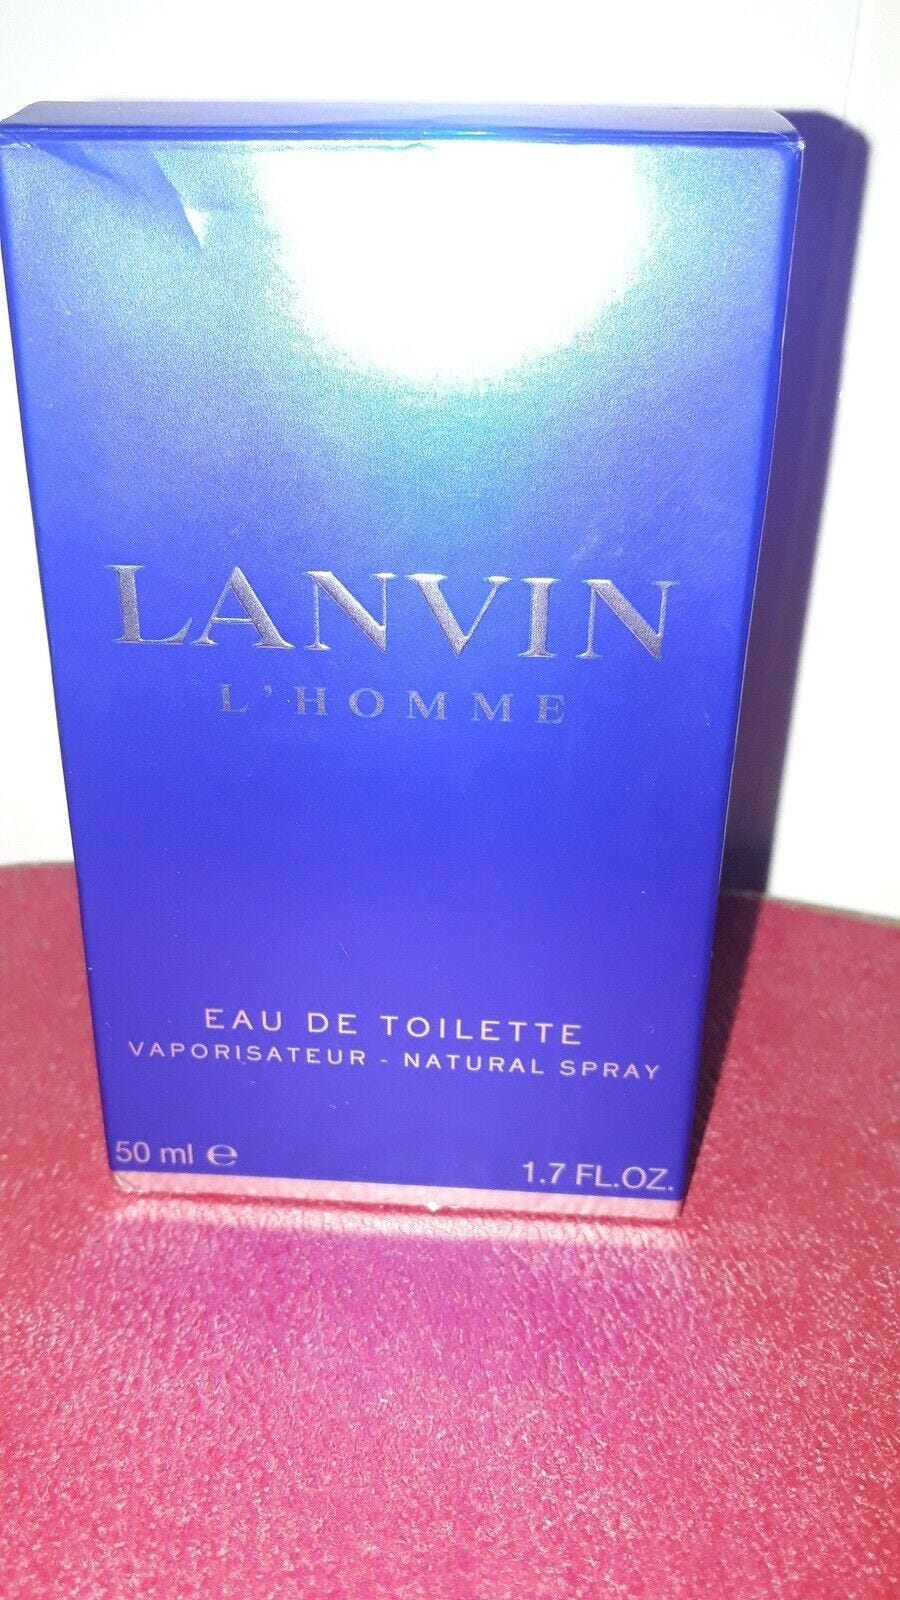 LANVIN
L'HOMME
EAU DE TOILETTE
VAPORISATEUR - NATURAL SPRAY
50 ml ℮
1.7 FL.OZ.